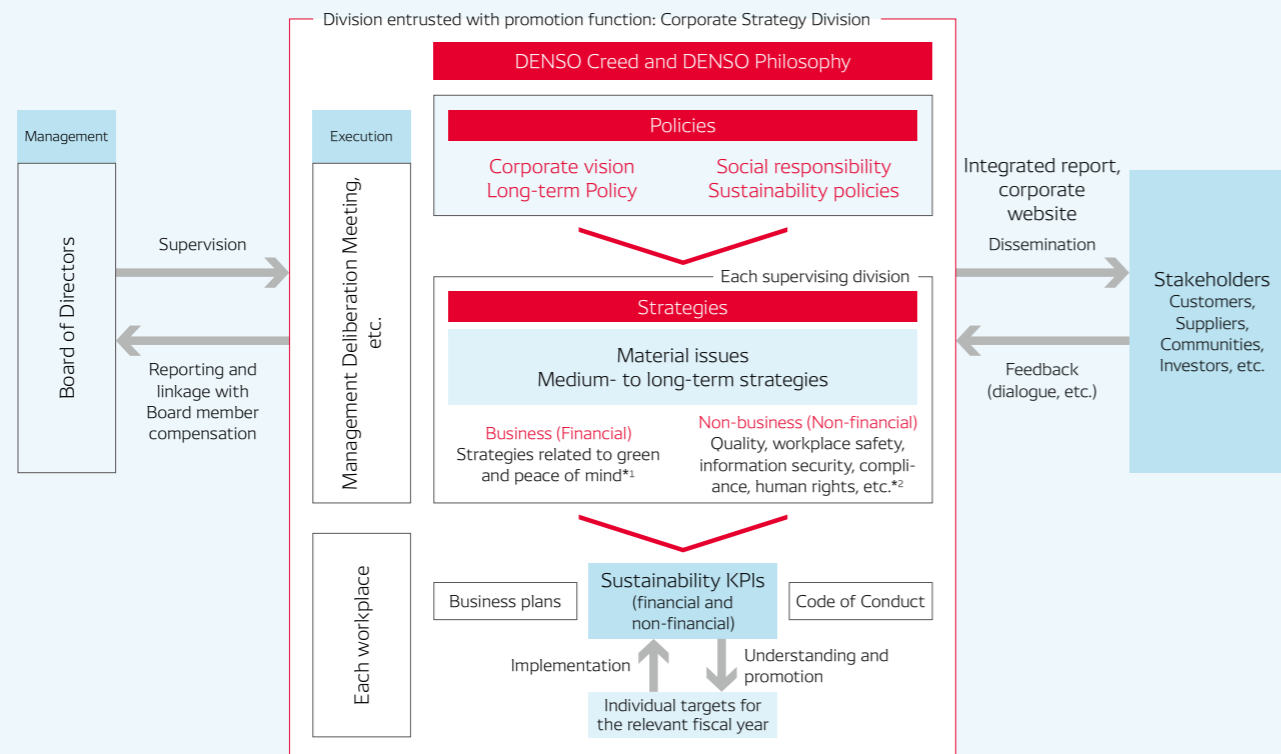 Division entrusted with promotion function: Corporate Strategy Division
DENSO Creed and DENSO Philosophy
Management
Board of Directors
Supervision
Reporting and
linkage with
Board member
compensation
Execution
Management Deliberation Meeting,
etc.
Policies
Corporate vision
Long-term Policy
Social responsibility
Sustainability policies
Each supervising division
Strategies
Material issues
Medium- to long-term strategies
Business (Financial)
Strategies related to green
and peace of mind*1
Non-business (Non-financial)
Quality, workplace safety,
information security, compli-
ance, human rights, etc.*2
Each workplace
Business plans
Sustainability KPIs
(financial and
non-financial)
Code of Conduct
Implementation
Understanding and
promotion
Individual targets for
the relevant fiscal year
Integrated report,
corporate
website
Dissemination
Feedback
(dialogue, etc.)
Stakeholders
Customers,
Suppliers,
Communities,
Investors, etc.